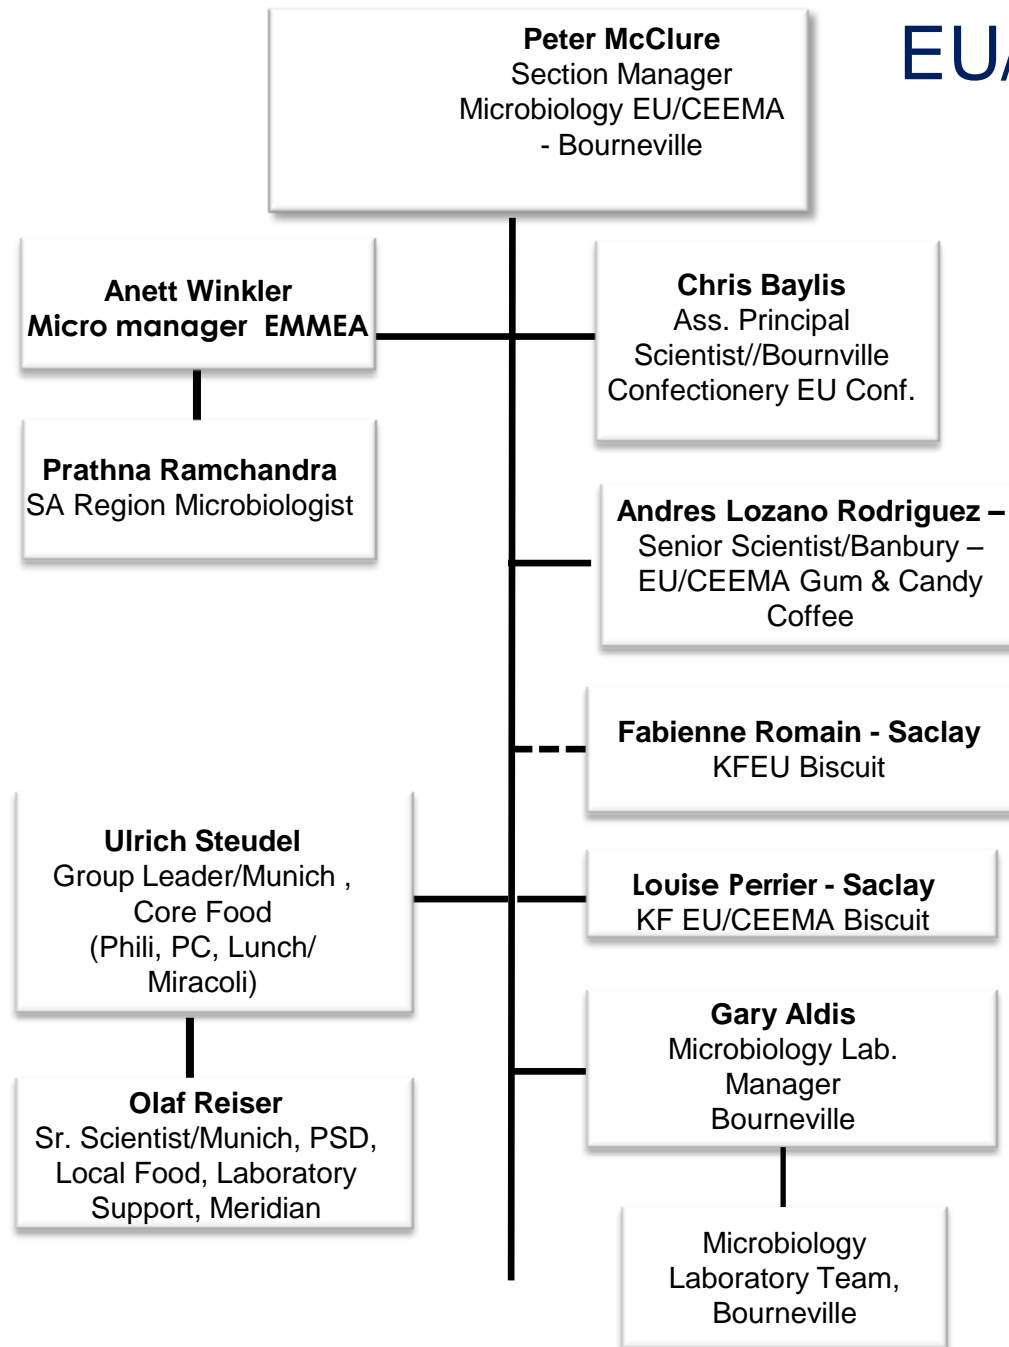 EU/
Peter McClure
Section Manager
Microbiology EU/CEEMA
- Bourneville
Anett Winkler
Micro manager EMMEA
Chris Baylis
Ass. Principal
Scientist//Bournville
Confectionery EU Conf.
Prathna Ramchandra
SA Region Microbiologist
Andres Lozano Rodriguez –
Senior Scientist/Banbury –
EU/CEEMA Gum & Candy
Coffee
Fabienne Romain - Saclay
KFEU Biscuit
Ulrich Steudel
Group Leader/Munich ,
Core Food
(Phili, PC, Lunch/
Miracoli)
Louise Perrier - Saclay
KF EU/CEEMA Biscuit
Gary Aldis
Microbiology Lab.
Manager
Bourneville
Olaf Reiser
Sr. Scientist/Munich, PSD,
Local Food, Laboratory
Support, Meridian
Microbiology
Laboratory Team,
Bourneville